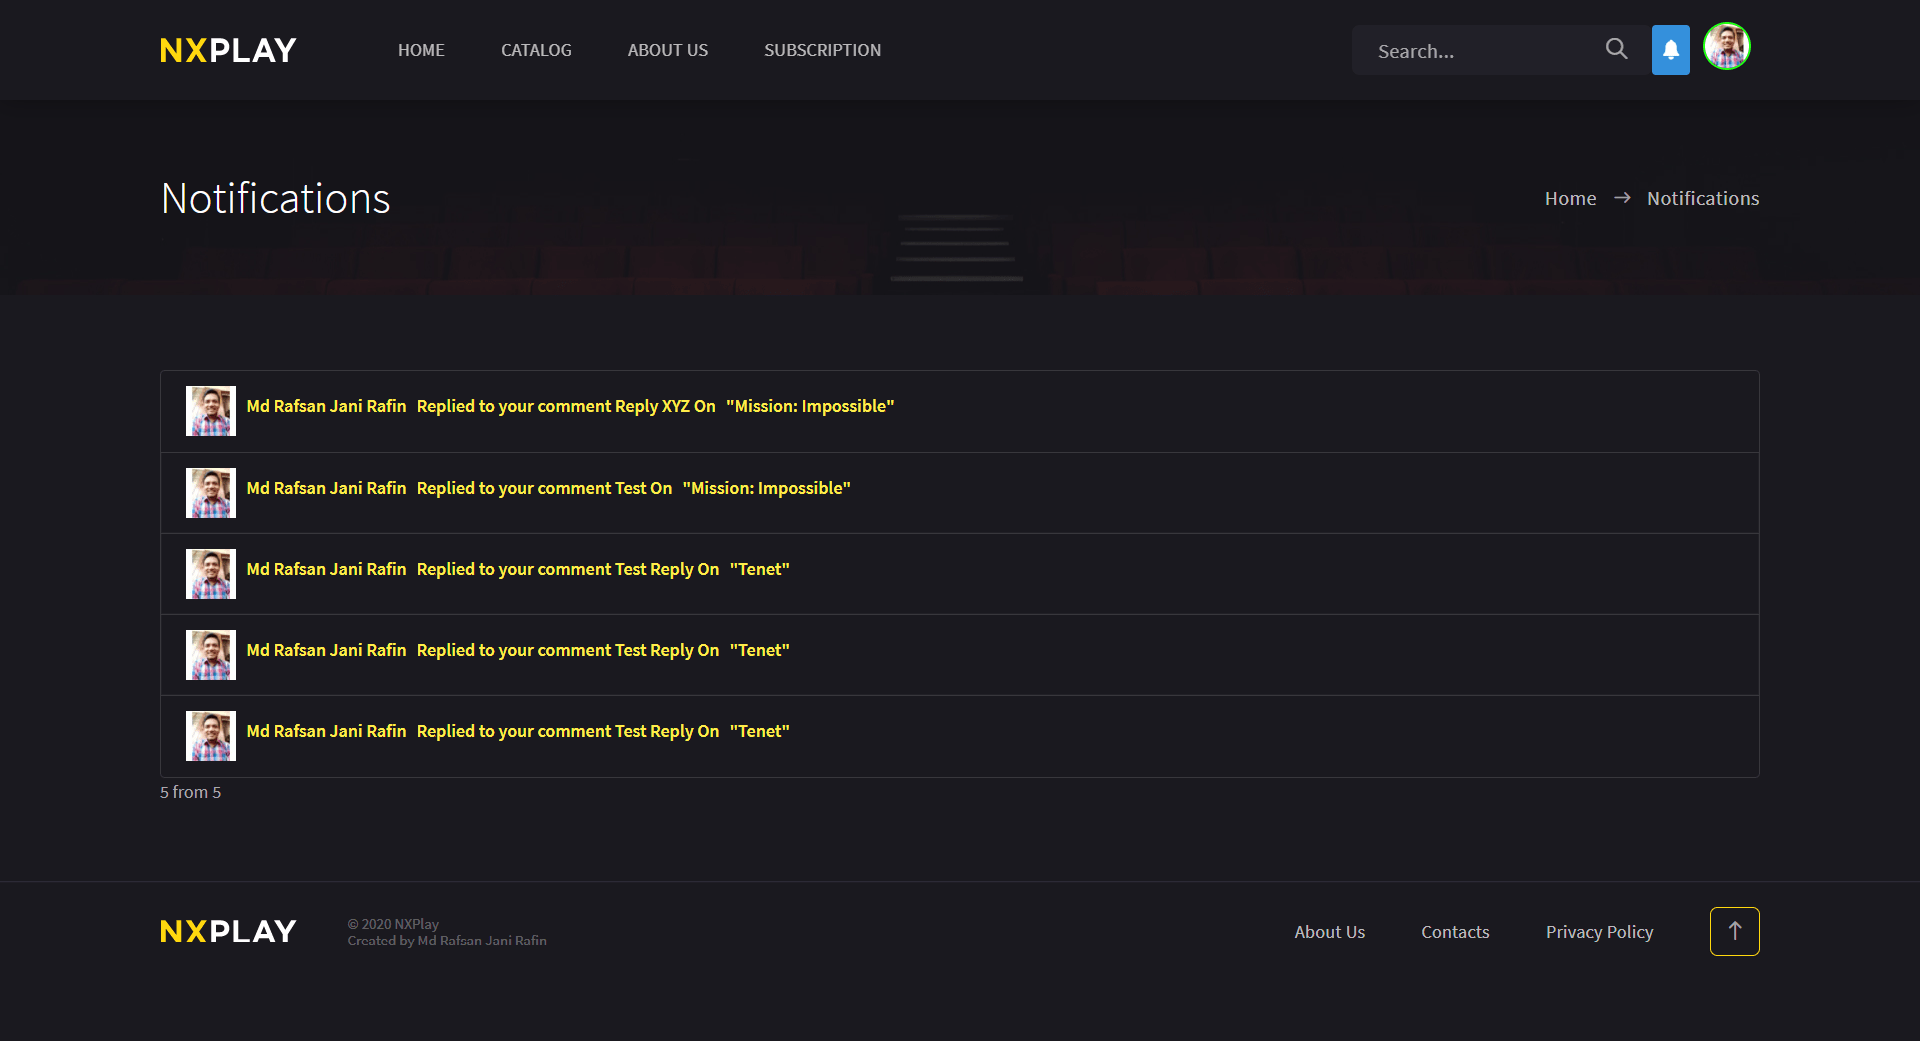 NXPLAY
HOME
CATALOG
ABOUT US
SUBSCRIPTION
Search...
Notifications
Home → Notifications
Md Rafsan Jani Rafin Replied to your comment Reply XYZ On "Mission: Impossible"
Md Rafsan Jani Rafin Replied to your comment Test On "Mission: Impossible"
Md Rafsan Jani Rafin Replied to your comment Test Reply On "Tenet"
Md Rafsan Jani Rafin Replied to your comment Test Reply On "Tenet"
Md Rafsan Jani Rafin Replied to your comment Test Reply On "Tenet"
5 from 5
NXPLAY
© 2020 NXPlay
Created by Md Rafsan Jani Rafin
About Us
Contacts
Privacy Policy